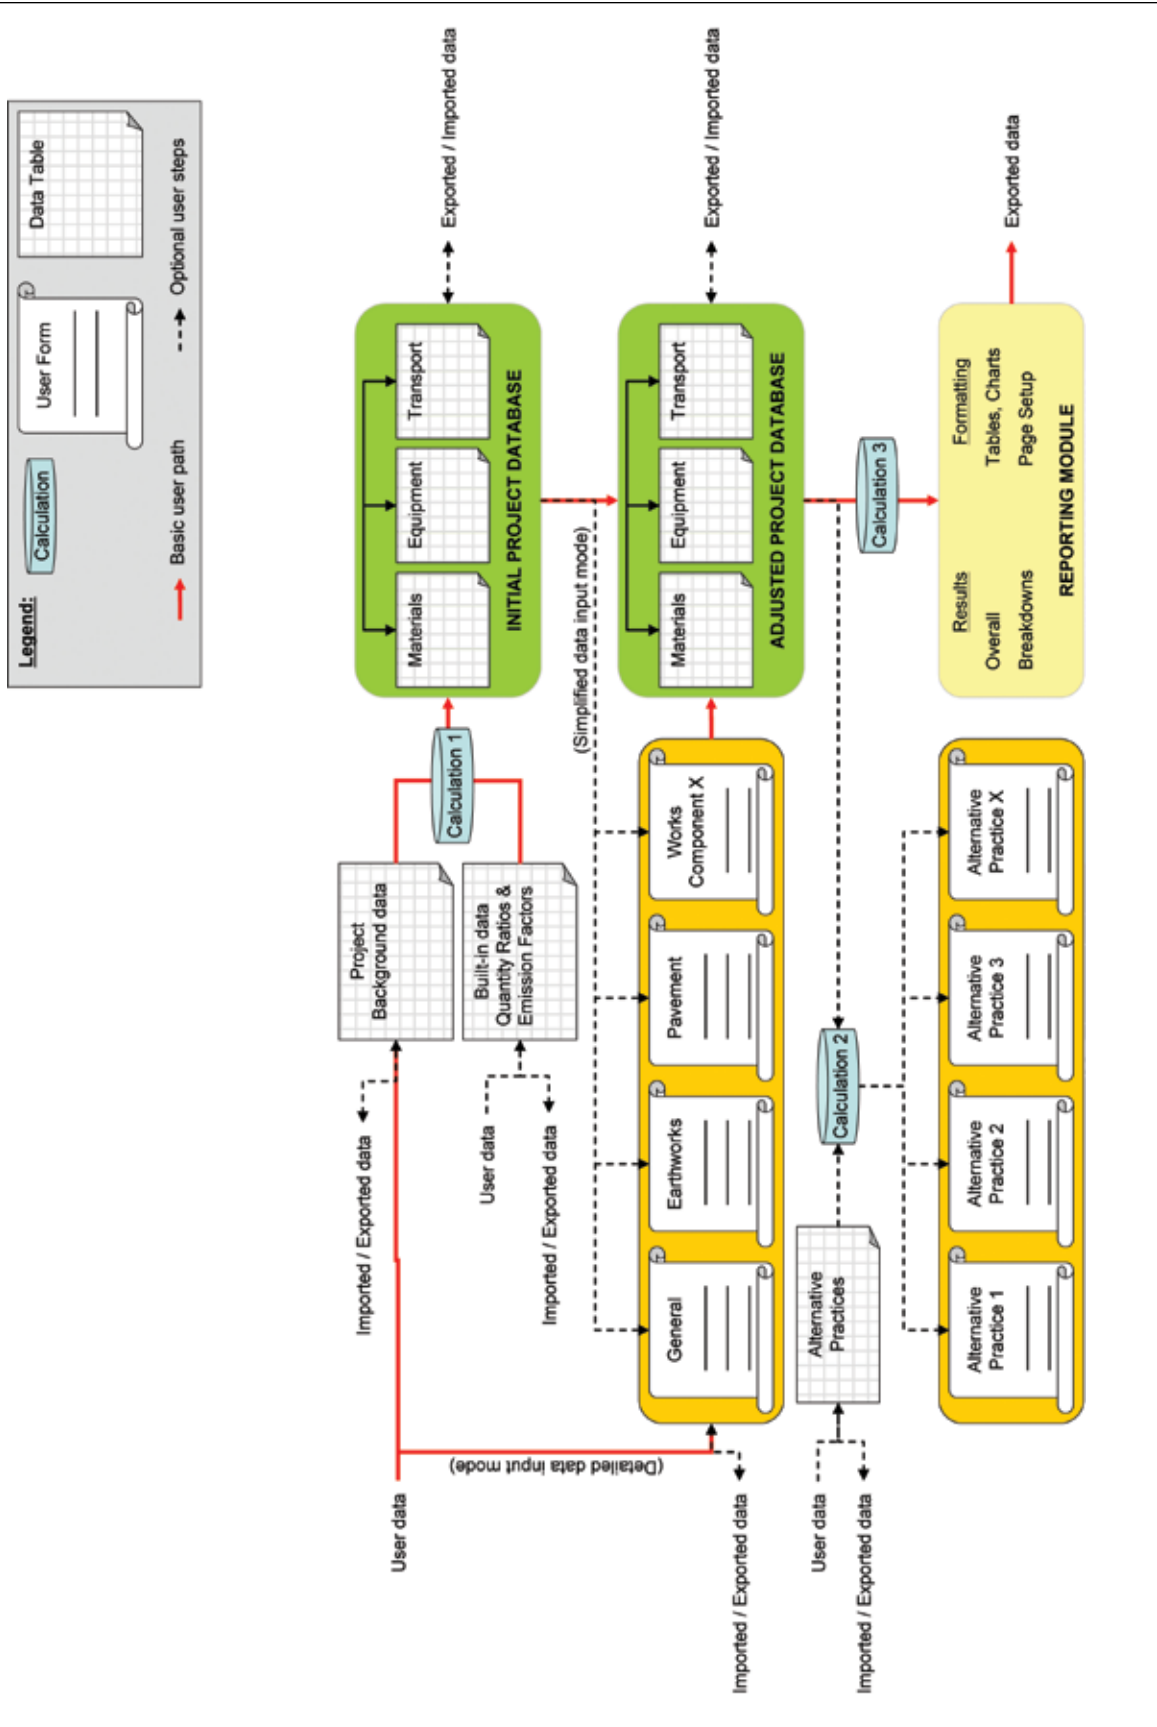 Legend:
Calculation
User Form
Data Table
Basic user path
Optional user steps
User data
(Detailed data input mode)
Imported / Exported data
Project
Background data
User data
Imported / Exported data
Built-in data
Quantity Ratios &
Emission Factors
Calculation 1
Materials
Equipment
Transport
INITIAL PROJECT DATABASE
Exported / Imported data
(Simplified data input mode)
Imported / Exported data
General
Earthworks
Pavement
Works
Component X
Materials
Equipment
Transport
ADJUSTED PROJECT DATABASE
Exported / Imported data
User data
Imported / Exported data
Alternative
Practices
Calculation 2
Calculation 3
Alternative
Practice 1
Alternative
Practice 2
Alternative
Practice 3
Alternative
Practice X
Results
Formatting
Overall
Tables, Charts
Breakdowns
Page Setup
REPORTING MODULE
Exported data